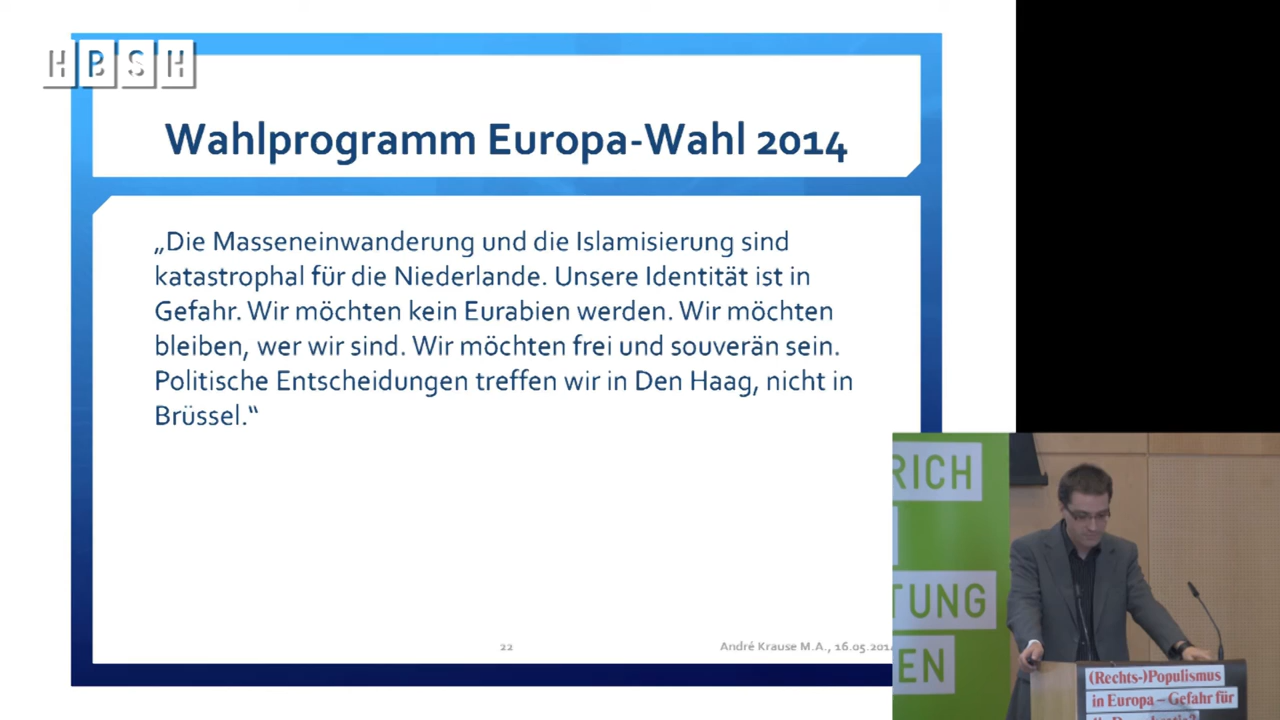 HBSH
Wahlprogramm Europa-Wahl 2014
„Die Masseneinwanderung und die Islamisierung sind
katastrophal für die Niederlande. Unsere Identität ist in
Gefahr. Wir möchten kein Eurabien werden. Wir möchten
bleiben, wer wir sind. Wir möchten frei und souverän sein.
Politische Entscheidungen treffen wir in Den Haag, nicht in
Brüssel.“
22
André Krause M.A., 16.05.2014
RICH
TUNG
EN
(Rechts-)Populismus
in Europa – Gefahr für